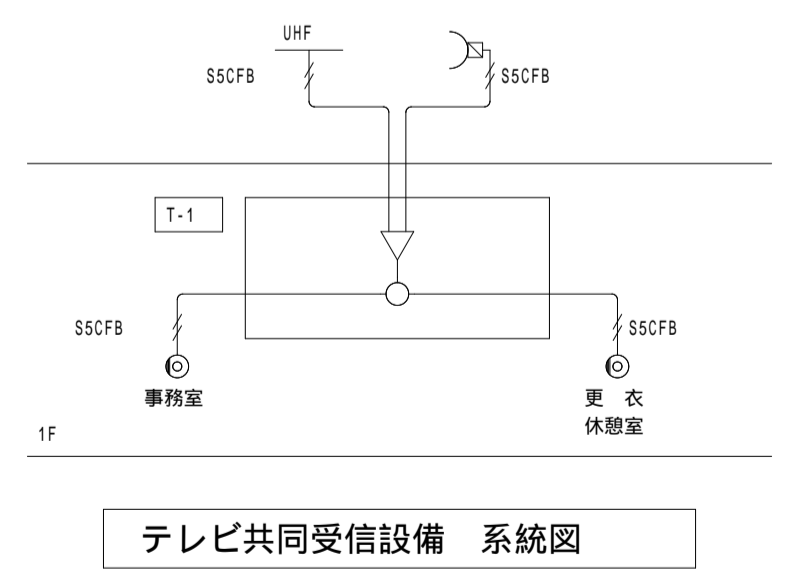 UHF
S5CFB
S5CFB
T-1
S5CFB
S5CFB
事務室
更 衣
休憩室
1F
テレビ共同受信設備 系統図